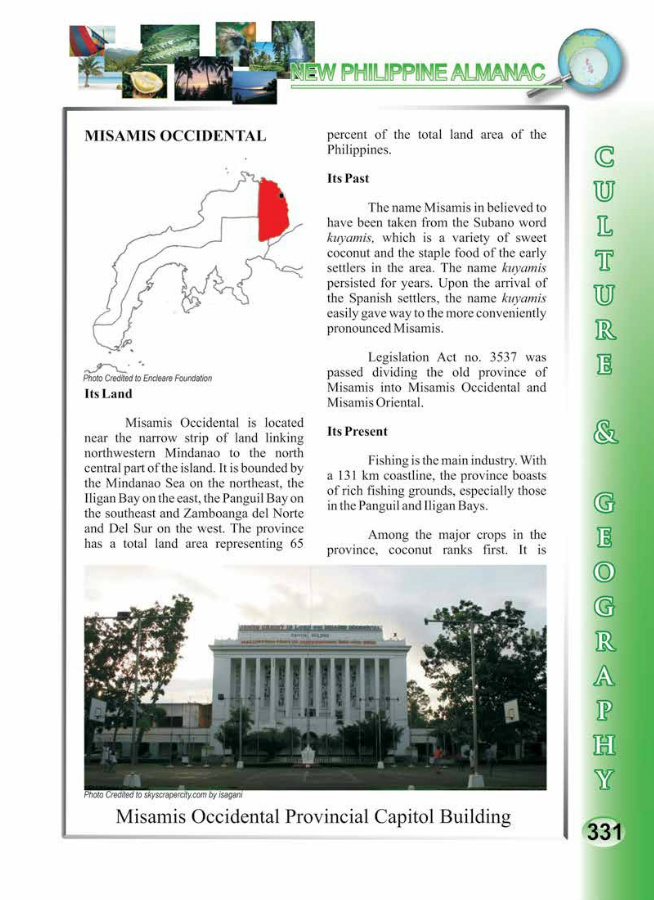 NEW PHILIPPINE ALMANAC
MISAMIS OCCIDENTAL
Photo Credited to Encleare Foundation
Its Land
Misamis Occidental is located
near the narrow strip of land linking
northwestern Mindanao to the north
central part of the island. It is bounded by
the Mindanao Sea on the northeast, the
Iligan Bay on the east, the Panguil Bay on
the southeast and Zamboanga del Norte
and Del Sur on the west. The province
has a total land area representing 65
percent of the total land area of the
Philippines.
Its Past
The name Misamis in believed to
have been taken from the Subano word
kuyamis, which is a variety of sweet
coconut and the staple food of the early
settlers in the area. The name kuyamis
persisted for years. Upon the arrival of
the Spanish settlers, the name kuyamis
easily gave way to the more conveniently
pronounced Misamis.
Legislation Act no. 3537 was
passed dividing the old province of
Misamis into Misamis Occidental and
Misamis Oriental.
Its Present
Fishing is the main industry. With
a 131 km coastline, the province boasts
of rich fishing grounds, especially those
in the Panguil and Iligan Bays.
Among the major crops in the
province, coconut ranks first. It is
Photo Credited to skyscrapercity.com by isagani
Misamis Occidental Provincial Capitol Building
CULTURE & GEOGRAPHY
331